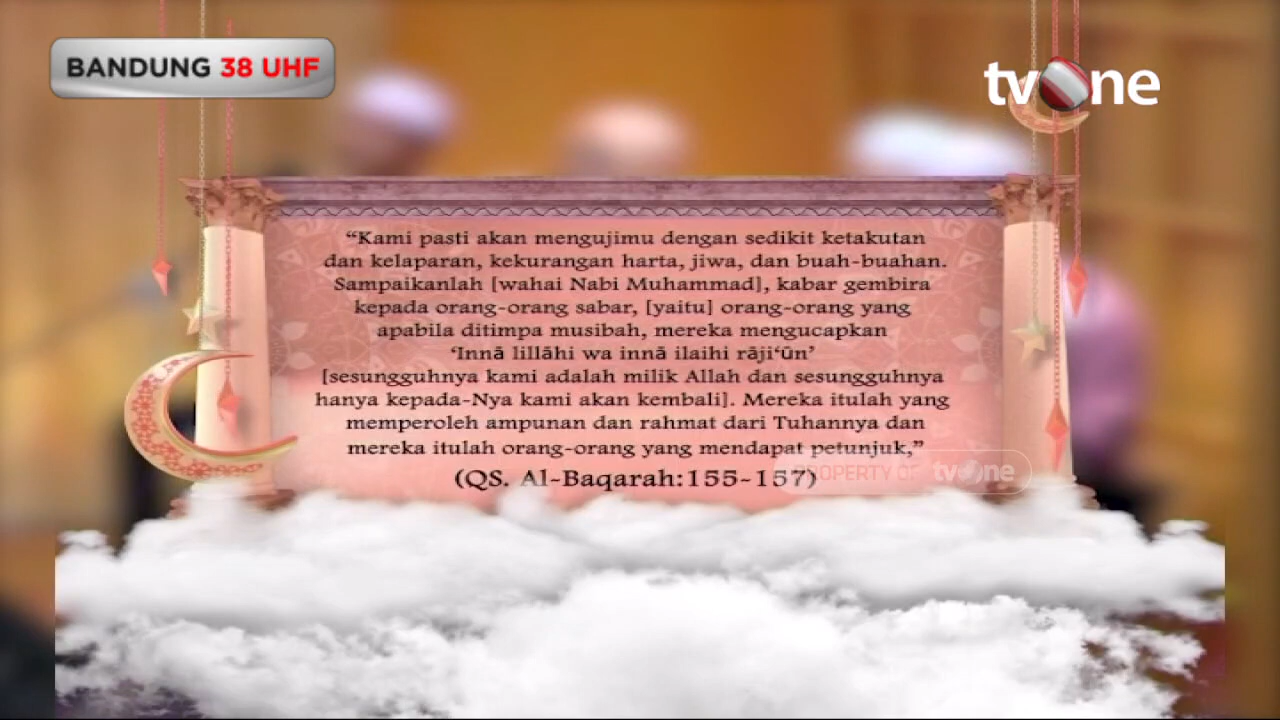 BANDUNG 38 UHF
tvOne
“Kami pasti akan mengujimu dengan sedikit ketakutan
dan kelaparan, kekurangan harta, jiwa, dan buah-buahan.
Sampaikanlah [wahai Nabi Muhammad], kabar gembira
kepada orang-orang sabar, [yaitu] orang-orang yang
apabila ditimpa musibah, mereka mengucapkan
‘Innā lillāhi wa innā ilaihi rāji‘ūn’
[sesungguhnya kami adalah milik Allah dan sesungguhnya
hanya kepada-Nya kami akan kembali]. Mereka itulah yang
memperoleh ampunan dan rahmat dari Tuhannya dan
mereka itulah orang-orang yang mendapat petunjuk,”
(QS. Al-Baqarah:155-157)
PROPERTY OF tvOne